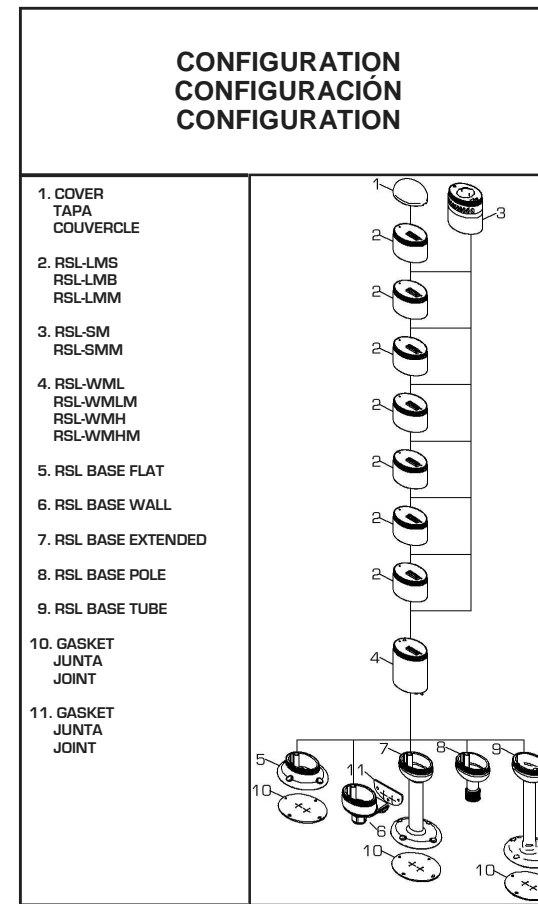 CONFIGURATION
CONFIGURACIÓN
CONFIGURATION
1. COVER
TAPA
COUVERCLE
2. RSL-LMS
RSL-LMB
RSL-LMM
3. RSL-SM
RSL-SMM
4. RSL-WML
RSL-WMLM
RSL-WMH
RSL-WMHM
5. RSL BASE FLAT
6. RSL BASE WALL
7. RSL BASE EXTENDED
8. RSL BASE POLE
9. RSL BASE TUBE
10. GASKET
JUNTA
JOINT
11. GASKET
JUNTA
JOINT
1
3
2
2
2
2
2
2
2
4
7
8
9
5
11
10
6
10
10